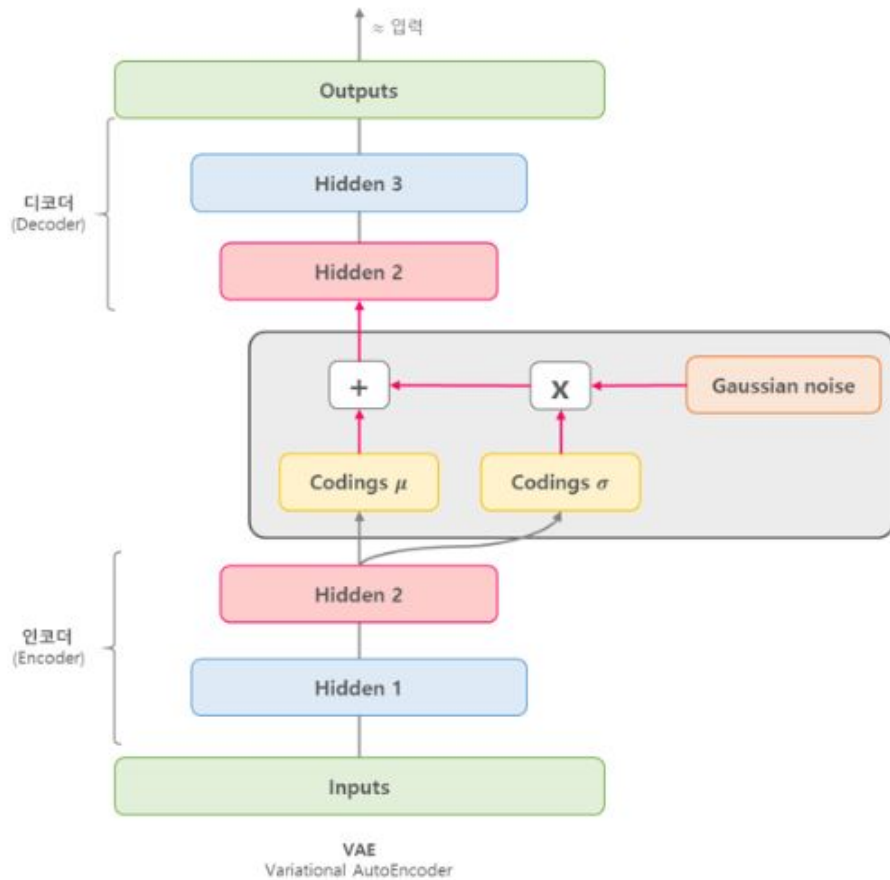 ≈ 입력
Outputs
Hidden 3
디코더
(Decoder)
Hidden 2
+
x
Gaussian noise
Codings μ
Codings σ
Hidden 2
인코더
(Encoder)
Hidden 1
Inputs
VAE
Variational AutoEncoder